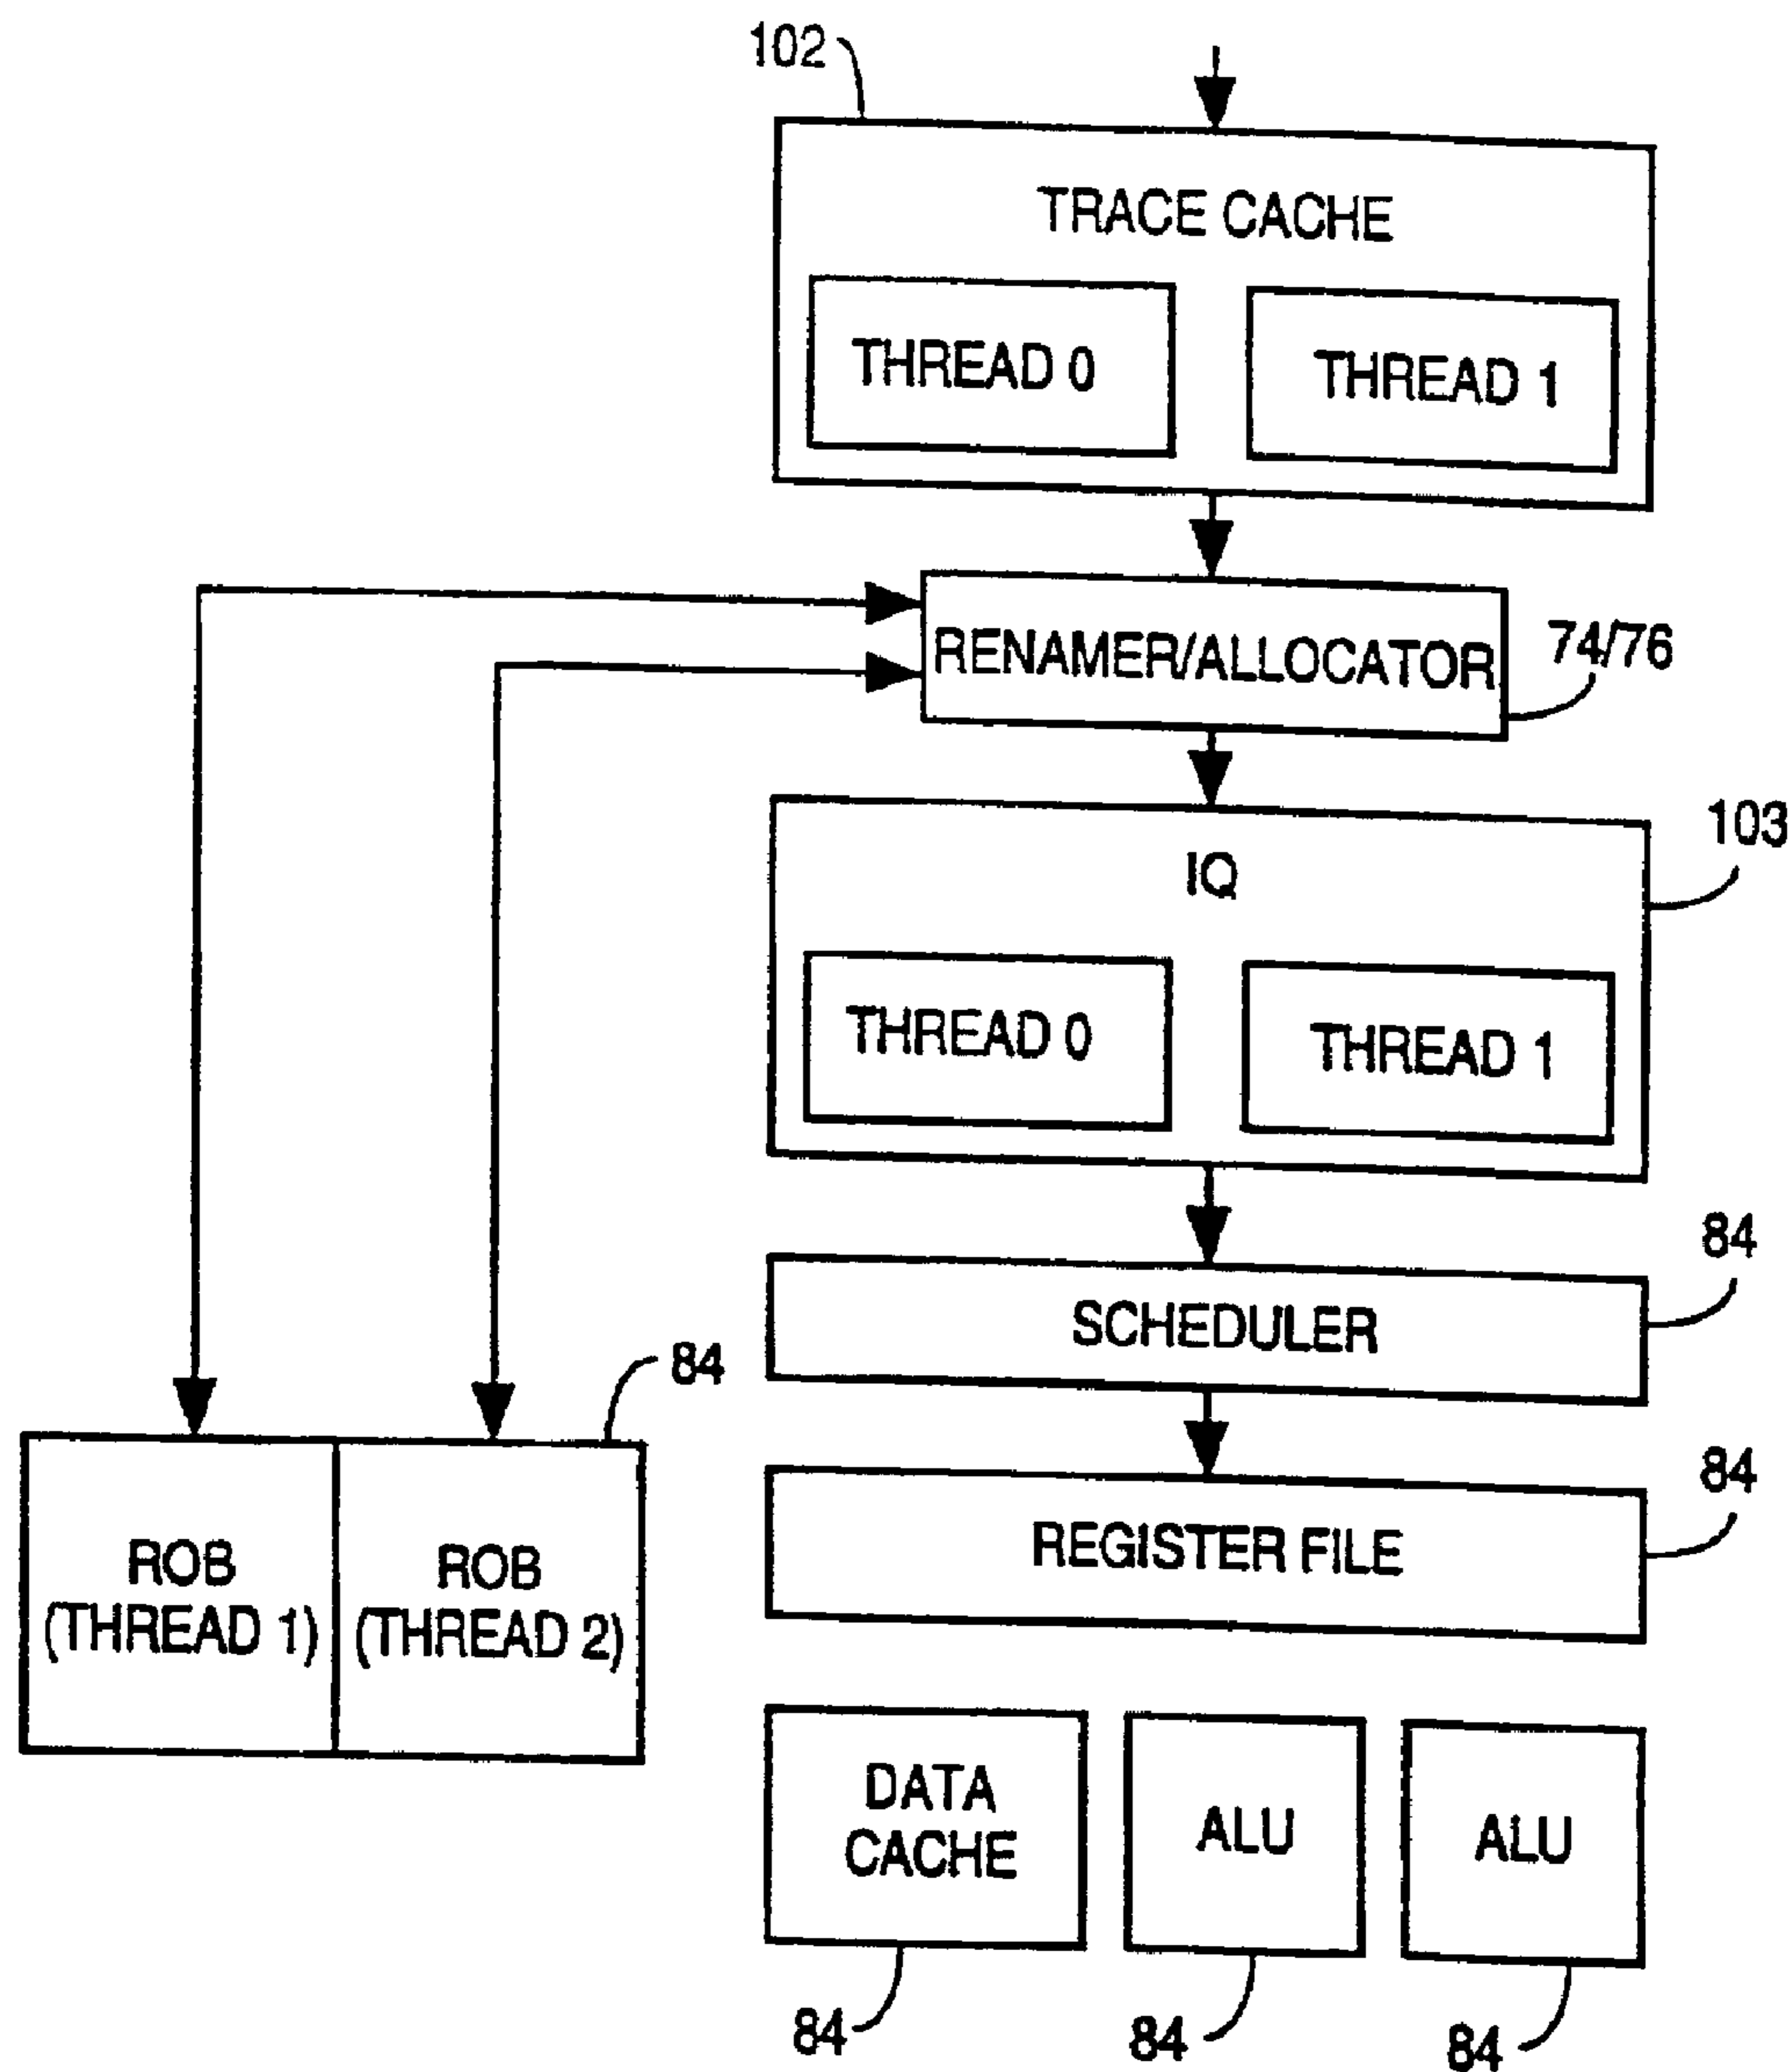 102
TRACE CACHE
THREAD 0
THREAD 1
RENAMER/ALLOCATOR
74/76
103
IQ
THREAD 0
THREAD 1
84
SCHEDULER
84
84
REGISTER FILE
ROB
(THREAD 1)
ROB
(THREAD 2)
DATA
CACHE
ALU
ALU
84
84
84